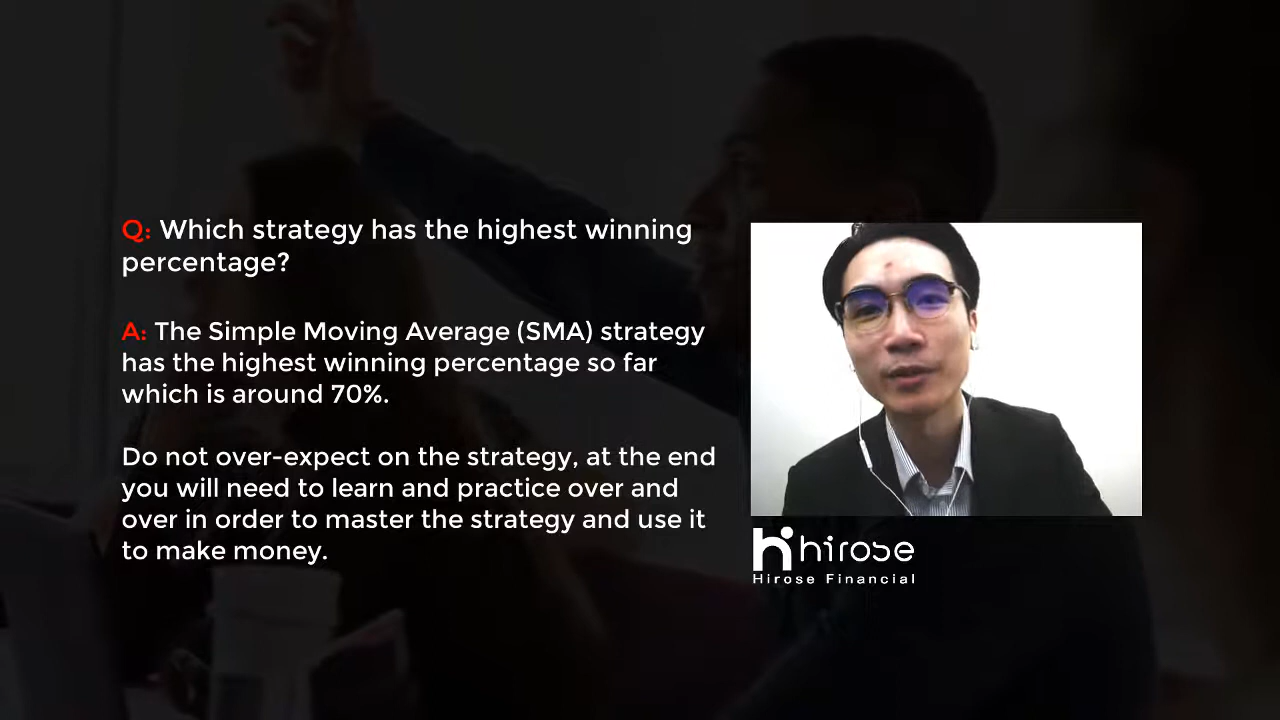 Q: Which strategy has the highest winning
percentage?
A: The Simple Moving Average (SMA) strategy
has the highest winning percentage so far
which is around 70%.
Do not over-expect on the strategy, at the end
you will need to learn and practice over and
over in order to master the strategy and use it
to make money.
hirose
Hirose Financial